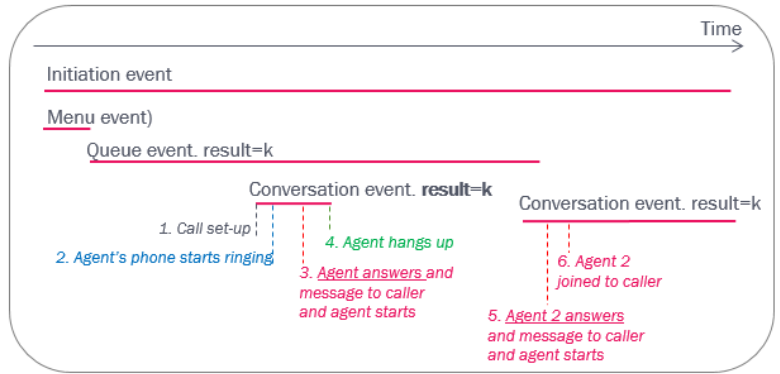 Time
Initiation event
Menu event)
Queue event. result=k
Conversation event. result=k
Conversation event. result=k
1. Call set-up
2. Agent's phone starts ringing
4. Agent hangs up
3. Agent answers and
message to caller
and agent starts
6. Agent 2
joined to caller
5. Agent 2 answers
and message to caller
and agent starts